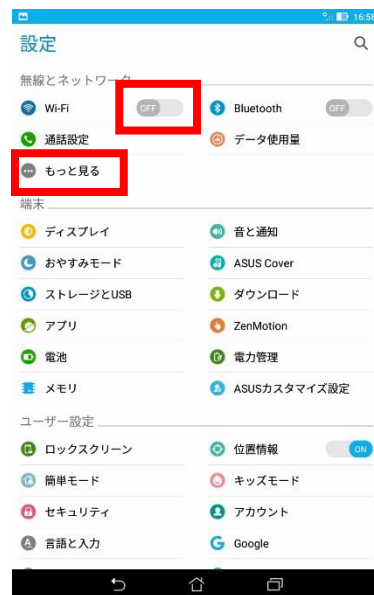 16:58
設定
無線とネットワーク
Wi-Fi OFF Bluetooth OFF
通話設定 データ使用量
もっと見る
端末
ディスプレイ 音と通知
おやすみモード ASUS Cover
ストレージとUSB ダウンロード
アプリ ZenMotion
電池 電力管理
メモリ ASUSカスタマイズ設定
ユーザー設定
ロックスクリーン 位置情報 ON
簡単モード キッズモード
セキュリティ アカウント
言語と入力 Google